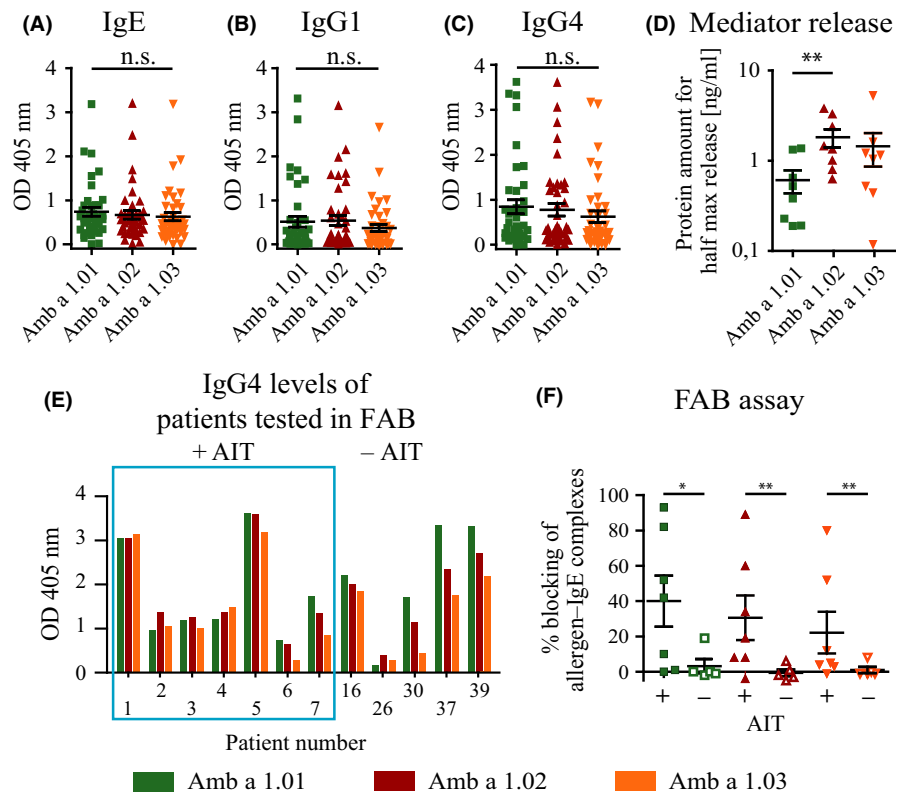 (A) IgE
n.s.
OD 405 nm
4
3
2
1
0
Amb a 1.01
Amb a 1.02
Amb a 1.03
(B) IgG1
n.s.
OD 405 nm
4
3
2
1
0
Amb a 1.01
Amb a 1.02
Amb a 1.03
(C) IgG4
n.s.
OD 405 nm
4
3
2
1
0
Amb a 1.01
Amb a 1.02
Amb a 1.03
(D) Mediator release
**
Protein amount for
half max release [ng/ml]
10
1
0,1
Amb a 1.01
Amb a 1.02
Amb a 1.03
(E) IgG4 levels of
patients tested in FAB
+ AIT – AIT
OD 405 nm
4
3
2
1
0
2 4 6 16 30 39
1 3 5 7 26 37
Patient number
(F) FAB assay
* ** **
% blocking of
allergen–IgE complexes
100
80
60
40
20
0
+ – + – + –
AIT
Amb a 1.01 Amb a 1.02 Amb a 1.03